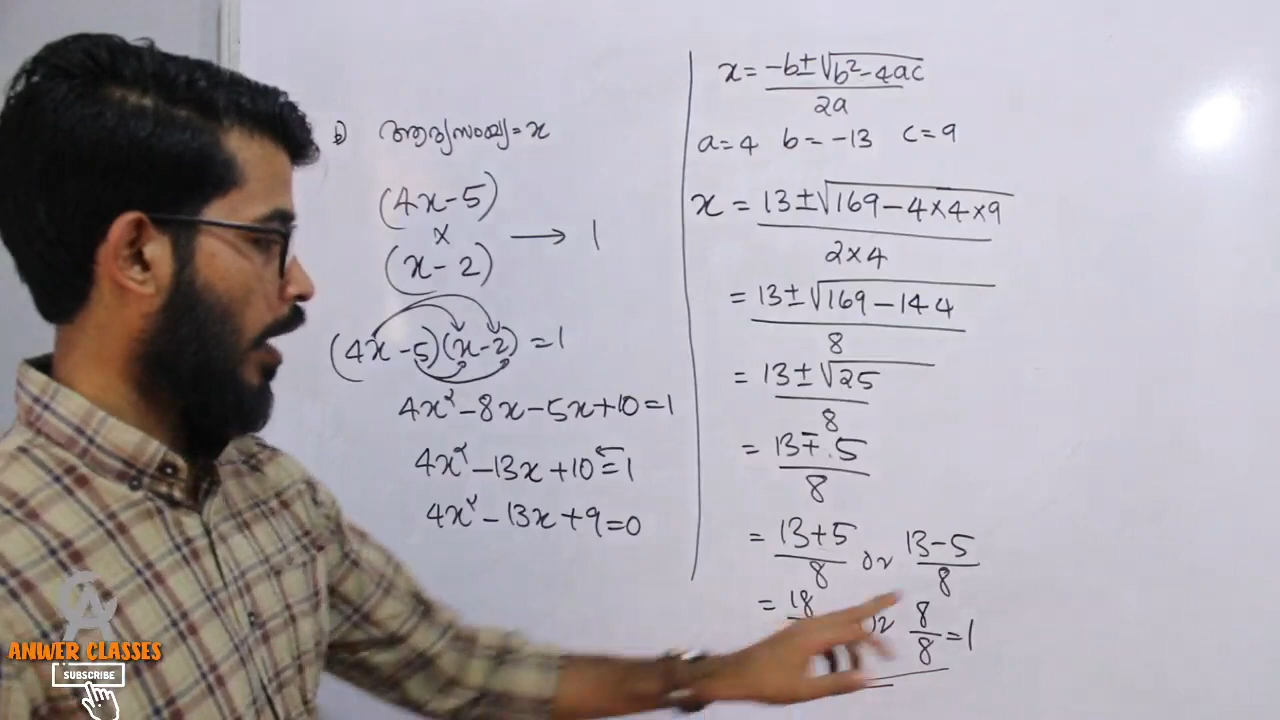 b) ആദ്യസംഖ്യ = x
(4x-5)
× → 1
(x-2)
(4x-5)(x-2) = 1
4x²-8x-5x+10=1
4x²-13x+10=1
4x²-13x+9=0
x = -b±√b²-4ac
2a
a=4 b=-13 c=9
x = 13±√169-4×4×9
2×4
= 13±√169-144
8
= 13±√25
8
= 13∓5
8
= 13+5 or 13-5
8 8
= 18 or 8 = 1
8
ANWER CLASSES
SUBSCRIBE